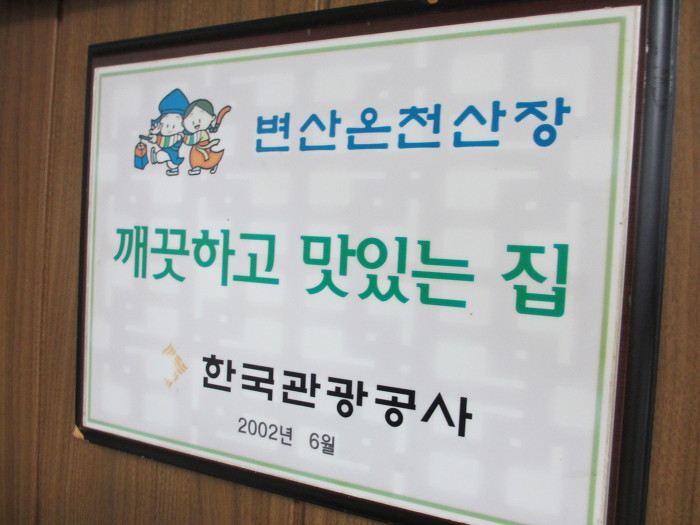 변산온천산장
깨끗하고 맛있는 집
한국관광공사
2002년 6월